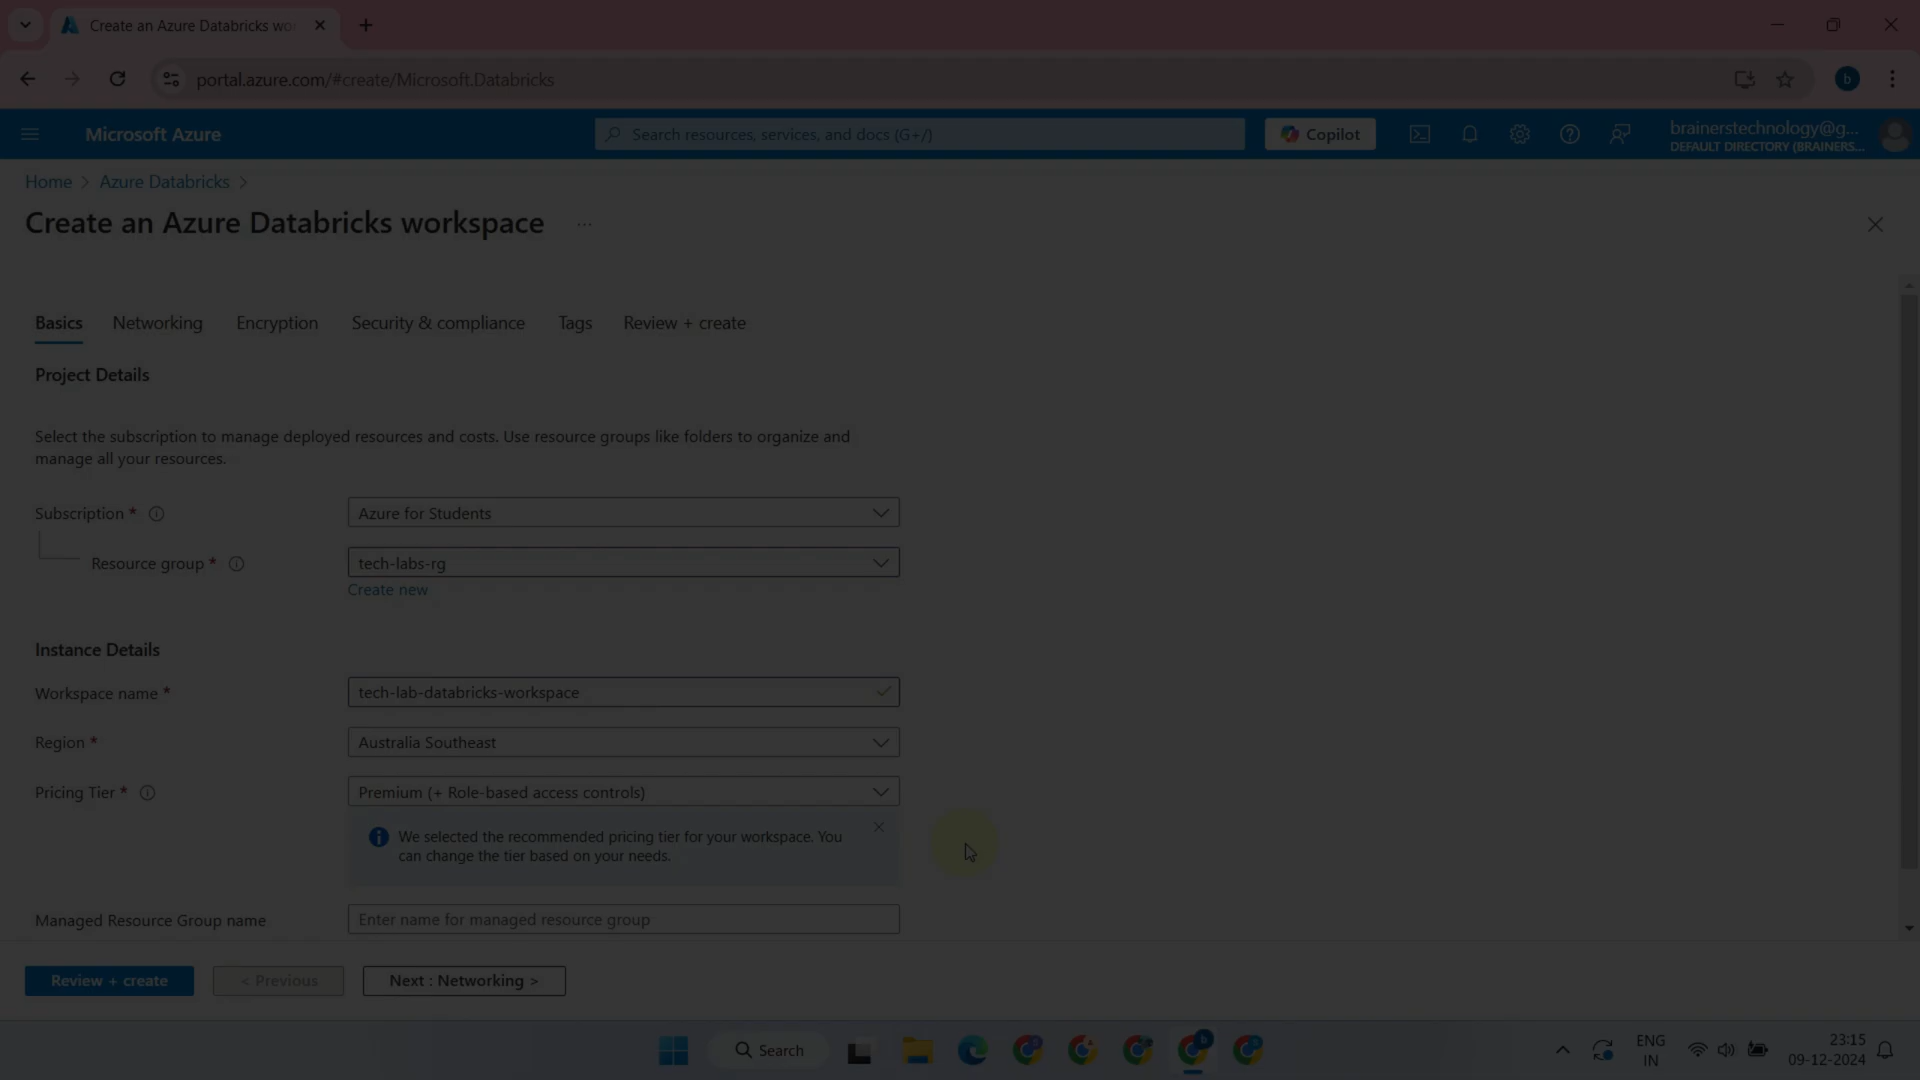 Create an Azure Databricks wo
portal.azure.com/#create/Microsoft.Databricks
b
Microsoft Azure
Search resources, services, and docs (G+/)
Copilot
brainerstechnology@g...
DEFAULT DIRECTORY (BRAINERS...
Home > Azure Databricks >
Create an Azure Databricks workspace ...
Basics Networking Encryption Security & compliance Tags Review + create
Project Details
Select the subscription to manage deployed resources and costs. Use resource groups like folders to organize and
manage all your resources.
Subscription * Azure for Students
Resource group * tech-labs-rg
Create new
Instance Details
Workspace name * tech-lab-databricks-workspace
Region * Australia Southeast
Pricing Tier * Premium (+ Role-based access controls)
We selected the recommended pricing tier for your workspace. You
can change the tier based on your needs.
Managed Resource Group name Enter name for managed resource group
Review + create < Previous Next : Networking >
Search
ENG
IN
23:15
09-12-2024